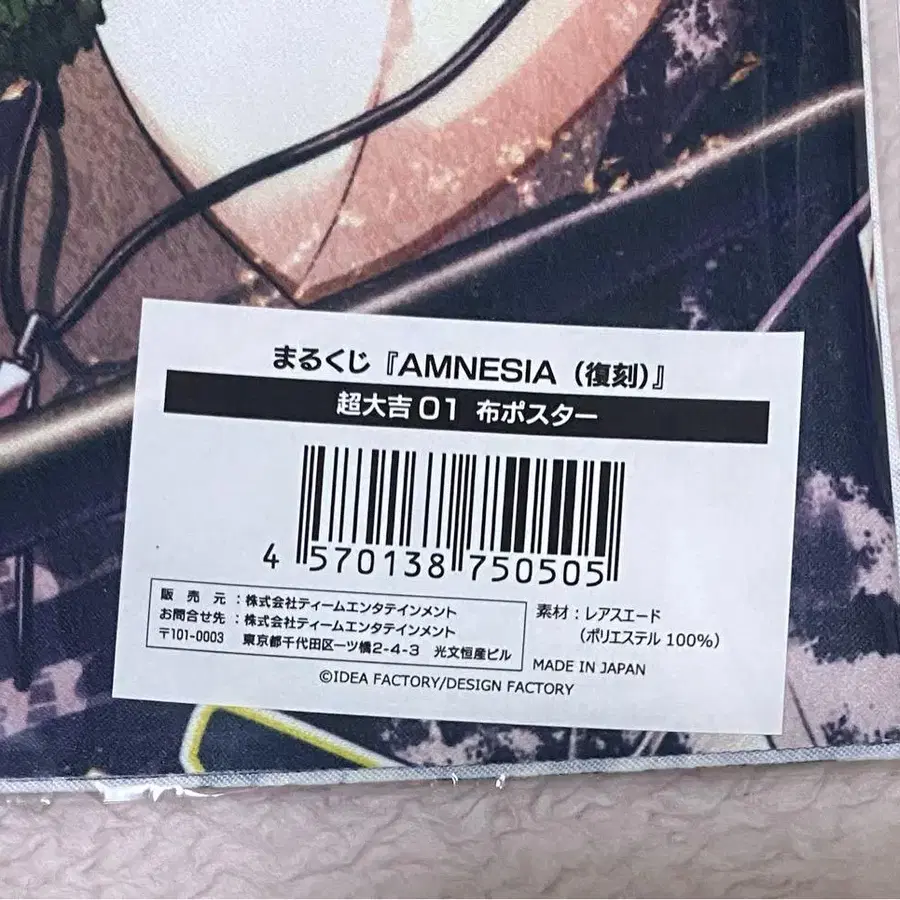 まるくじ『AMNESIA（復刻）』
超大吉01 布ポスター
4 570138 750505
販売元：株式会社ティームエンタテインメント
お問合せ先：株式会社ティームエンタテインメント
〒101-0003 東京都千代田区一ツ橋2-4-3 光文恒産ビル
素材：レアスエード
（ポリエステル 100%）
MADE IN JAPAN
©IDEA FACTORY/DESIGN FACTORY